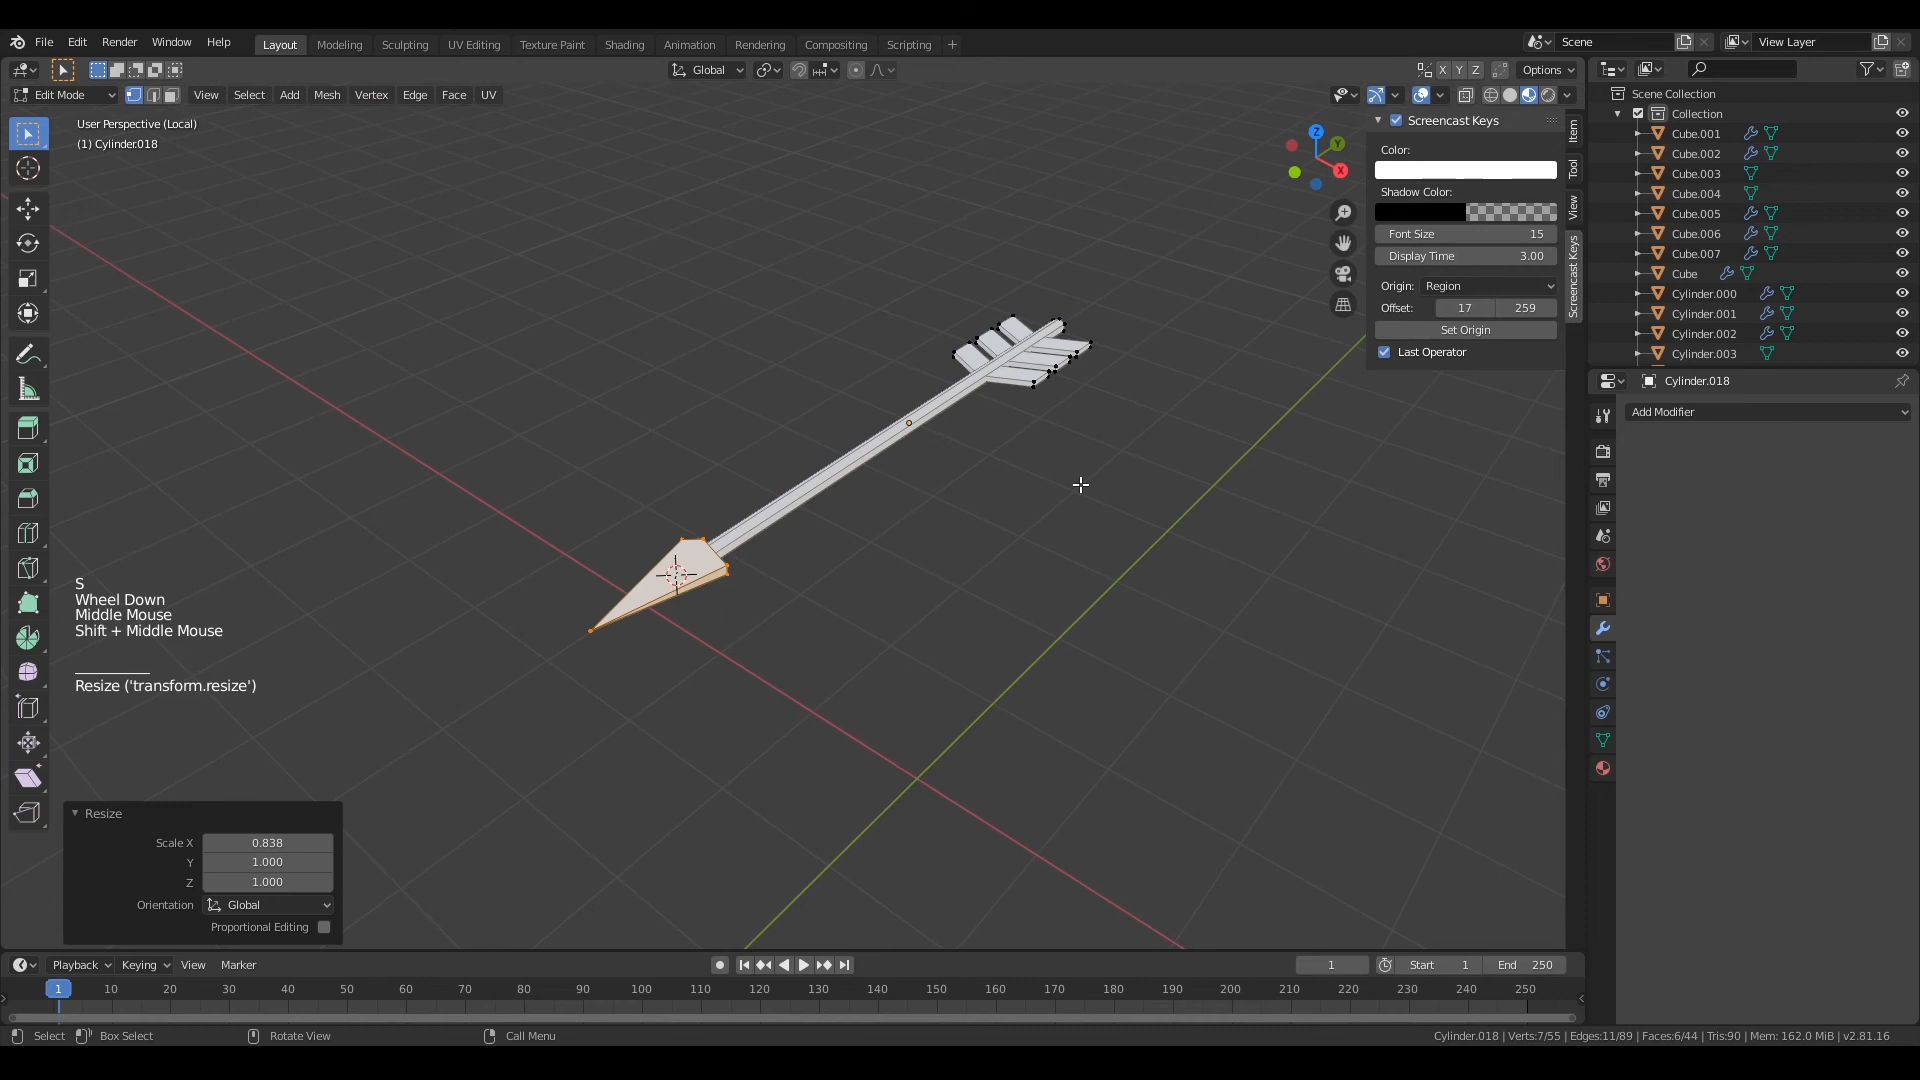 File Edit Render Window Help Layout Modeling Sculpting UV Editing Texture Paint Shading Animation Rendering Compositing Scripting + Scene View Layer
Global X Y Z Options
Edit Mode View Select Add Mesh Vertex Edge Face UV
User Perspective (Local)
(1) Cylinder.018
Z
Y
X
Screencast Keys
Color:
Shadow Color:
Font Size 15
Display Time 3.00
Origin: Region
Offset: 17 259
Set Origin
Last Operator
Item
Tool
View
Screencast Keys
Scene Collection
Collection
Cube.001
Cube.002
Cube.003
Cube.004
Cube.005
Cube.006
Cube.007
Cube
Cylinder.000
Cylinder.001
Cylinder.002
Cylinder.003
Cylinder.018
Add Modifier
S
Wheel Down
Middle Mouse
Shift + Middle Mouse
Resize ('transform.resize')
Resize
Scale X 0.838
Y 1.000
Z 1.000
Orientation Global
Proportional Editing
Playback Keying View Marker 1 Start 1 End 250
1 10 20 30 40 50 60 70 80 90 100 110 120 130 140 150 160 170 180 190 200 210 220 230 240 250
Select Box Select Rotate View Call Menu Cylinder.018 | Verts:7/55 | Edges:11/89 | Faces:6/44 | Tris:90 | Mem: 162.0 MiB | v2.81.16